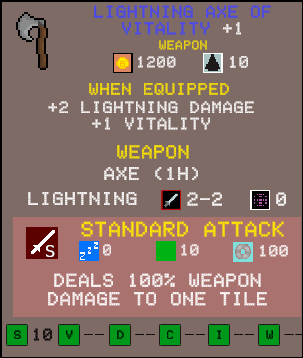 LIGHTNING AXE OF
VITALITY +1
WEAPON
1200 10
WHEN EQUIPPED
+2 LIGHTNING DAMAGE
+1 VITALITY
WEAPON
AXE (1H)
LIGHTNING 2-2 0
STANDARD ATTACK
S zzz 0 10 100
DEALS 100% WEAPON
DAMAGE TO ONE TILE
S 10 V -- D -- C -- I -- W --